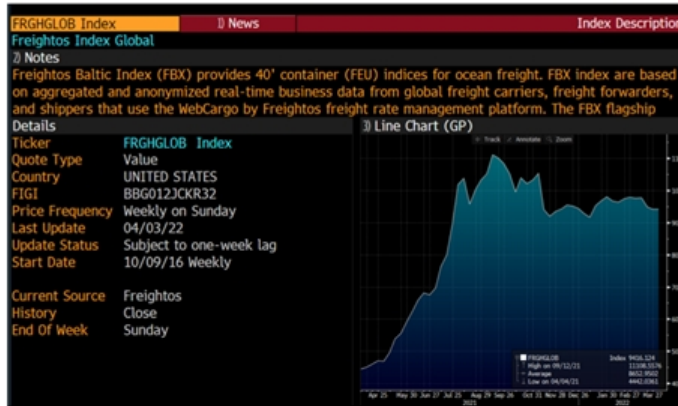 FRGHGLOB Index
1) News
Index Description
Freightos Index Global
2) Notes
Freightos Baltic Index (FBX) provides 40' container (FEU) indices for ocean freight. FBX index are based
on aggregated and anonymized real-time business data from global freight carriers, freight forwarders,
and shippers that use the WebCargo by Freightos freight rate management platform. The FBX flagship
Details
Ticker FRGHGLOB Index
Quote Type Value
Country UNITED STATES
FIGI BBG012JCKR32
Price Frequency Weekly on Sunday
Last Update 04/03/22
Update Status Subject to one-week lag
Start Date 10/09/16 Weekly
Current Source Freightos
History Close
End Of Week Sunday
3) Line Chart (GP)
Track Annotate Zoom
FRGHGLOB Index 9416.124
High on 09/12/21 11108.5576
Average 8652.9502
Low on 04/04/21 4442.0361
Apr 25 May 30 Jun 27 Jul 25 Aug 29 Sep 26 Oct 31 Nov 28 Dec 26 Jan 30 Feb 27 Mar 27
2021 2022